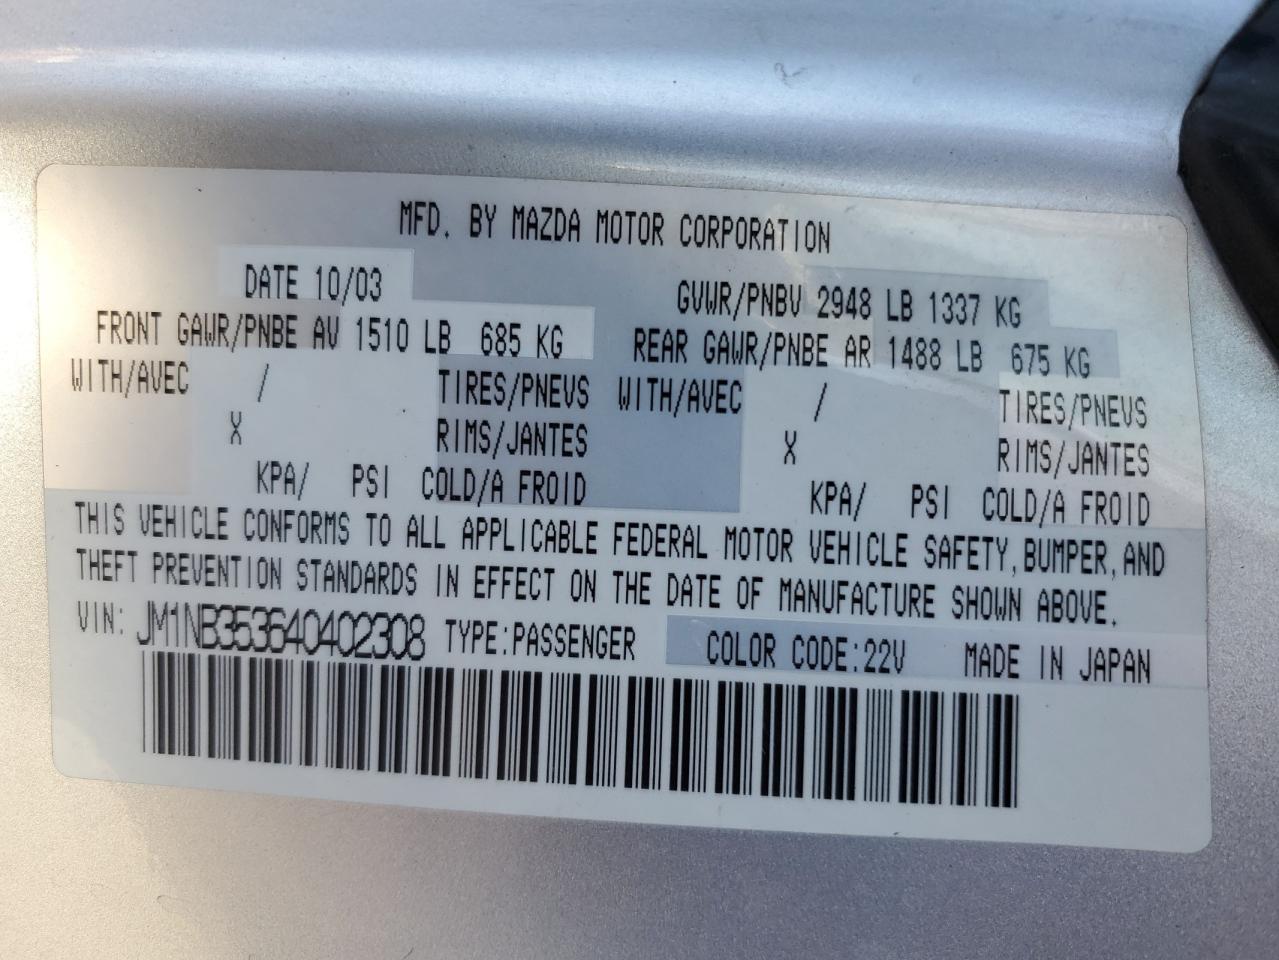 MFD. BY MAZDA MOTOR CORPORATION
DATE 10/03 GVWR/PNBV 2948 LB 1337 KG
FRONT GAWR/PNBE AV 1510 LB 685 KG REAR GAWR/PNBE AR 1488 LB 675 KG
WITH/AVEC / TIRES/PNEVS WITH/AVEC / TIRES/PNEVS
X RIMS/JANTES X RIMS/JANTES
KPA/ PSI COLD/A FROID KPA/ PSI COLD/A FROID
THIS VEHICLE CONFORMS TO ALL APPLICABLE FEDERAL MOTOR VEHICLE SAFETY, BUMPER, AND
THEFT PREVENTION STANDARDS IN EFFECT ON THE DATE OF MANUFACTURE SHOWN ABOVE.
VIN: JM1NB353640402308 TYPE:PASSENGER COLOR CODE:22V MADE IN JAPAN